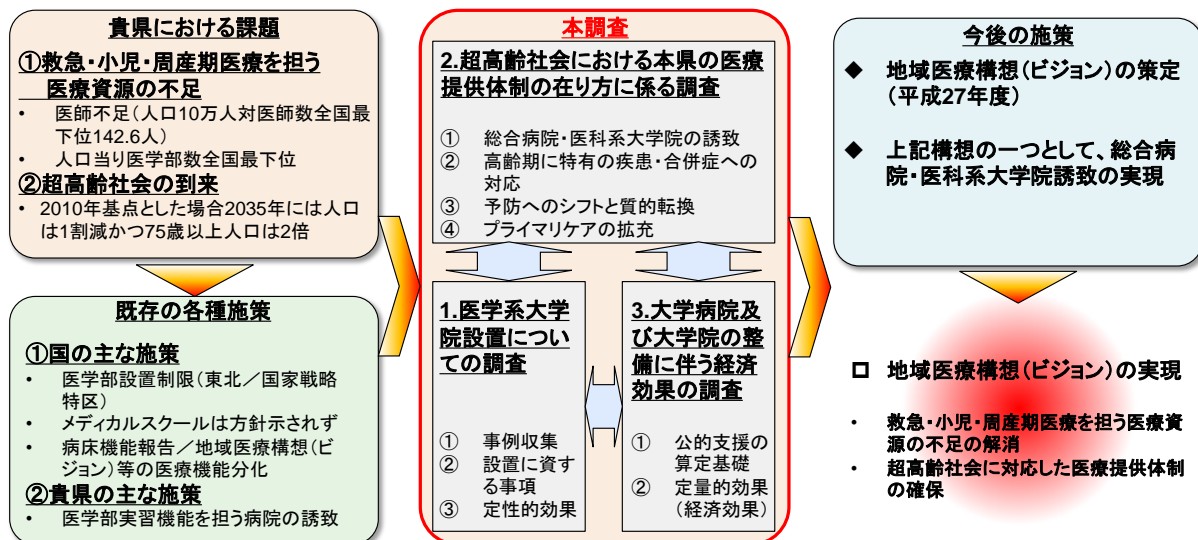 貴県における課題
①救急・小児・周産期医療を担う
医療資源の不足
• 医師不足（人口10万人対医師数全国最
下位142.6人）
• 人口当り医学部数全国最下位
②超高齢社会の到来
• 2010年基点とした場合2035年には人口
は1割減かつ75歳以上人口は2倍
既存の各種施策
①国の主な施策
• 医学部設置制限（東北／国家戦略
特区）
• メディカルスクールは方針示されず
• 病床機能報告／地域医療構想（ビ
ジョン）等の医療機能分化
②貴県の主な施策
• 医学部実習機能を担う病院の誘致
本調査
2.超高齢社会における本県の医療
提供体制の在り方に係る調査
① 総合病院・医科系大学院の誘致
② 高齢期に特有の疾患・合併症への
対応
③ 予防へのシフトと質的転換
④ プライマリケアの拡充
1.医学系大学
院設置につい
ての調査
① 事例収集
② 設置に資す
る事項
③ 定性的効果
3.大学病院及
び大学院の整
備に伴う経済
効果の調査
① 公的支援の
算定基礎
② 定量的効果
（経済効果）
今後の施策
◆ 地域医療構想（ビジョン）の策定
（平成27年度）
◆ 上記構想の一つとして、総合病
院・医科系大学院誘致の実現
□ 地域医療構想（ビジョン）の実現
• 救急・小児・周産期医療を担う医療資
源の不足の解消
• 超高齢社会に対応した医療提供体制
の確保